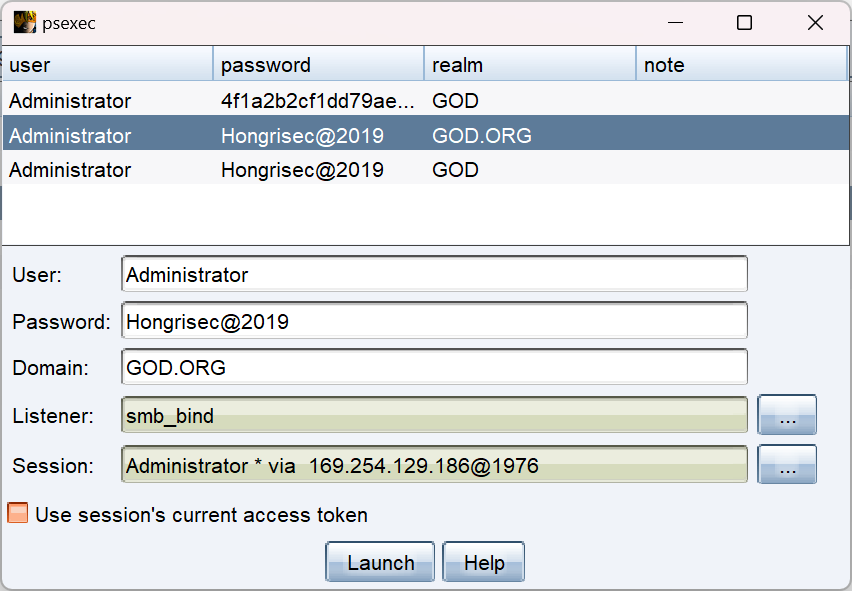 psexec
user password realm note
Administrator 4f1a2b2cf1dd79ae... GOD
Administrator Hongrisec@2019 GOD.ORG
Administrator Hongrisec@2019 GOD
User: Administrator
Password: Hongrisec@2019
Domain: GOD.ORG
Listener: smb_bind ...
Session: Administrator * via 169.254.129.186@1976 ...
Use session's current access token
Launch Help